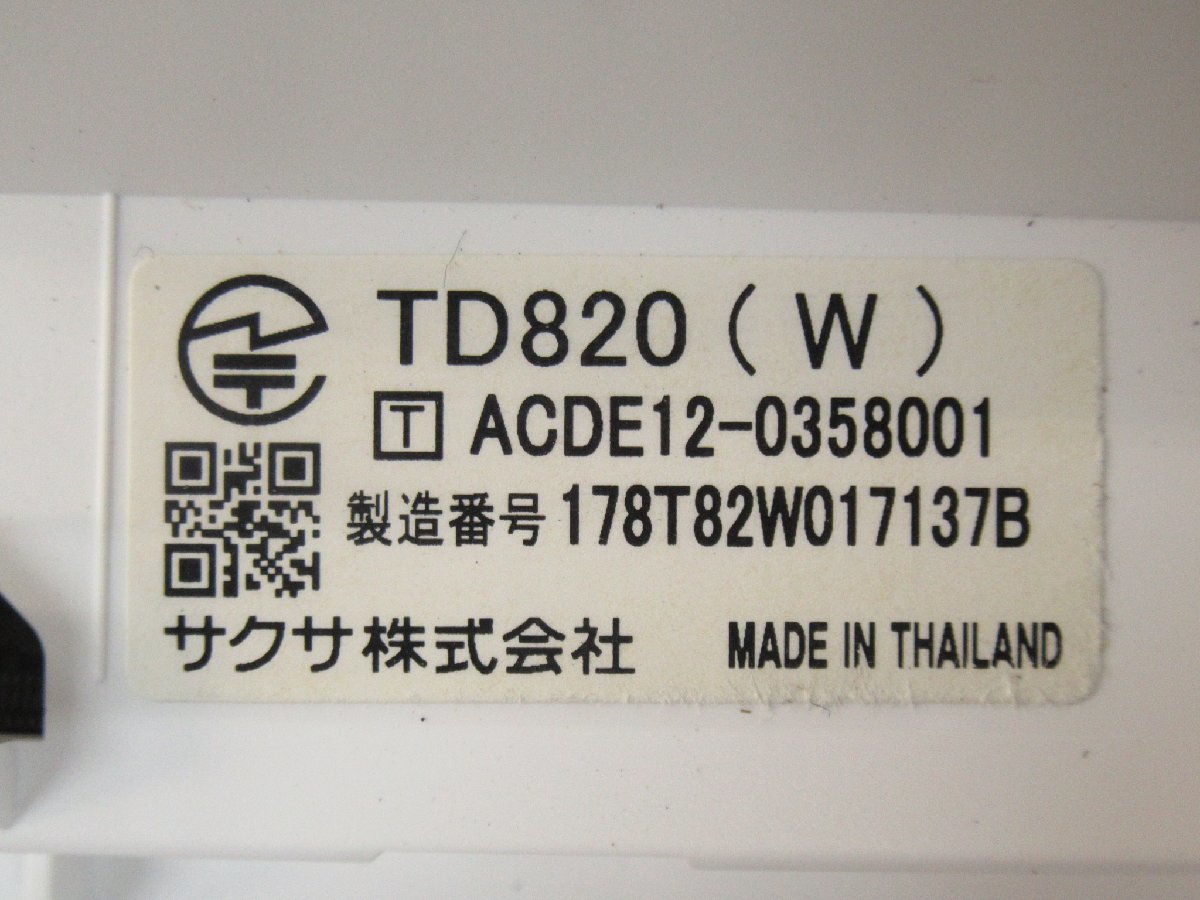 TD820 ( W )
T ACDE12-0358001
製造番号 178T82W017137B
サクサ株式会社 MADE IN THAILAND